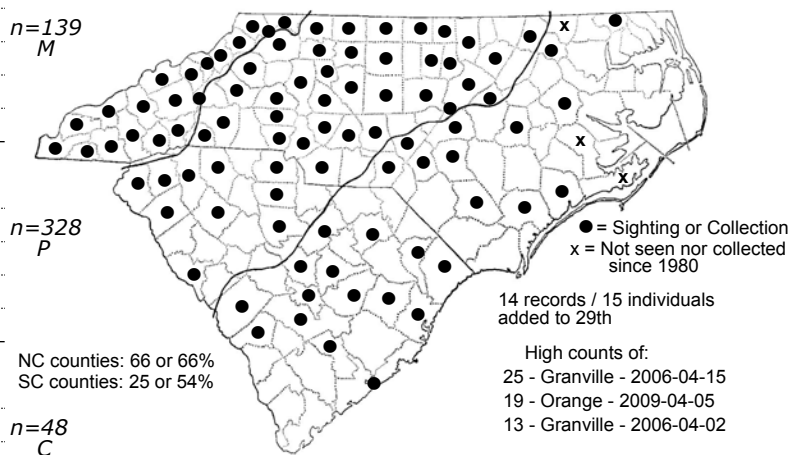 n=139
M
n=328
P
n=48
C
x
x
x
● = Sighting or Collection
x = Not seen nor collected
since 1980
14 records / 15 individuals
added to 29th
NC counties: 66 or 66%
SC counties: 25 or 54%
High counts of:
25 - Granville - 2006-04-15
19 - Orange - 2009-04-05
13 - Granville - 2006-04-02